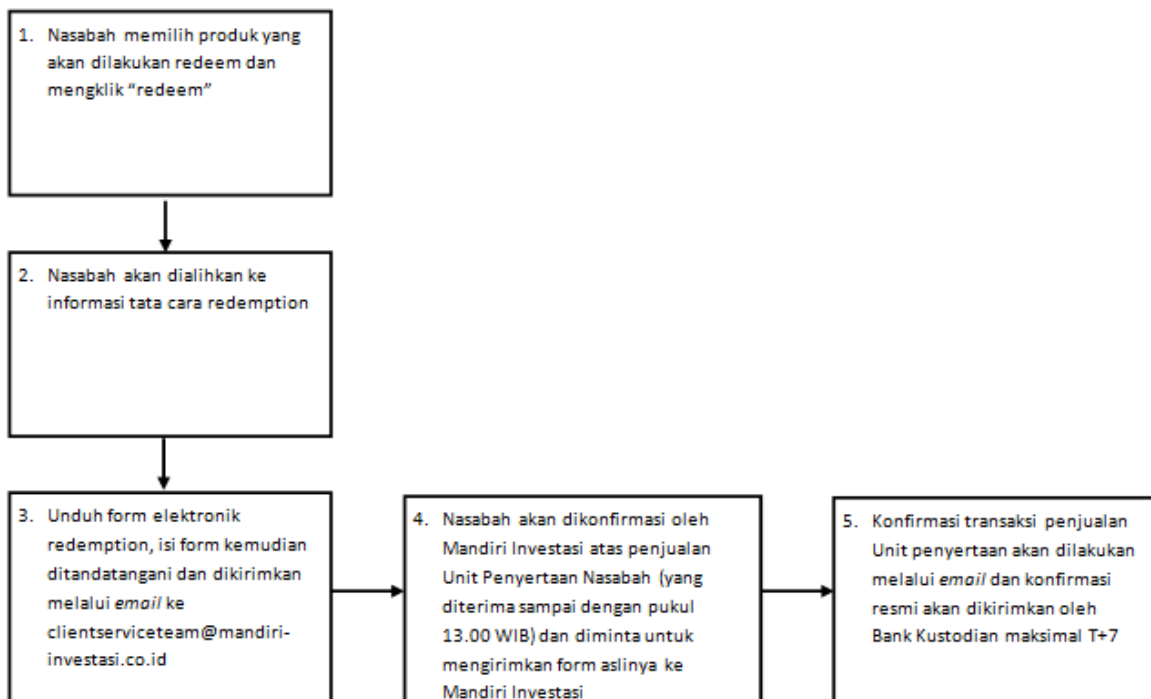 1. Nasabah memilih produk yang
akan dilakukan redeem dan
mengklik “redeem”
2. Nasabah akan dialihkan ke
informasi tata cara redemption
3. Unduh form elektronik
redemption, isi form kemudian
ditandatangani dan dikirimkan
melalui email ke
clientserviceteam@mandiri-
investasi.co.id
4. Nasabah akan dikonfirmasi oleh
Mandiri Investasi atas penjualan
Unit Penyertaan Nasabah (yang
diterima sampai dengan pukul
13.00 WIB) dan diminta untuk
mengirimkan form aslinya ke
Mandiri Investasi
5. Konfirmasi transaksi penjualan
Unit penyertaan akan dilakukan
melalui email dan konfirmasi
resmi akan dikirimkan oleh
Bank Kustodian maksimal T+7